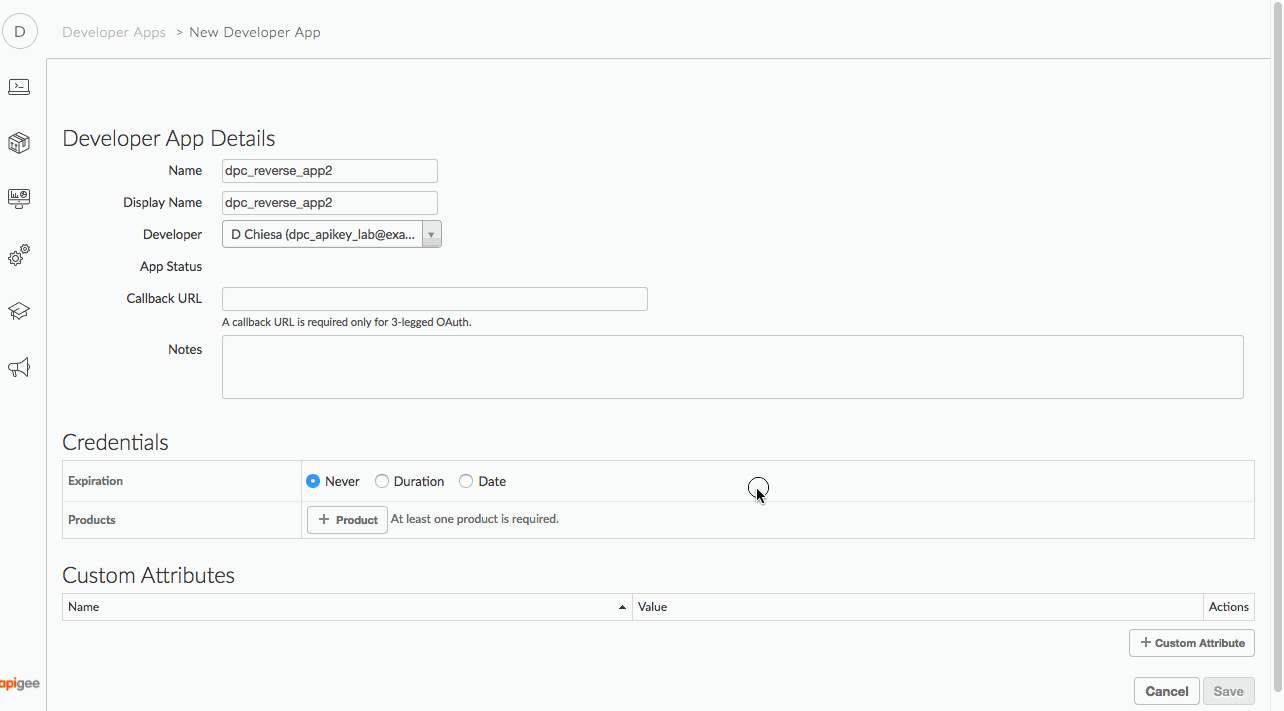 D
Developer Apps > New Developer App
Developer App Details
Name dpc_reverse_app2
Display Name dpc_reverse_app2
Developer D Chiesa (dpc_apikey_lab@exa...
App Status
Callback URL
A callback URL is required only for 3-legged OAuth.
Notes
Credentials
Expiration Never Duration Date
Products + Product At least one product is required.
Custom Attributes
Name Value Actions
+ Custom Attribute
apigee
Cancel Save